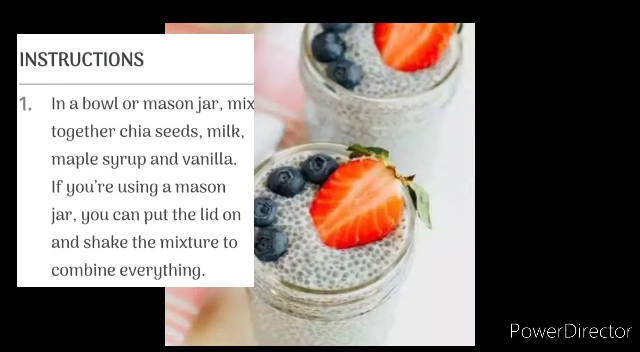 INSTRUCTIONS
1. In a bowl or mason jar, mix
together chia seeds, milk,
maple syrup and vanilla.
If you're using a mason
jar, you can put the lid on
and shake the mixture to
combine everything.
PowerDirector